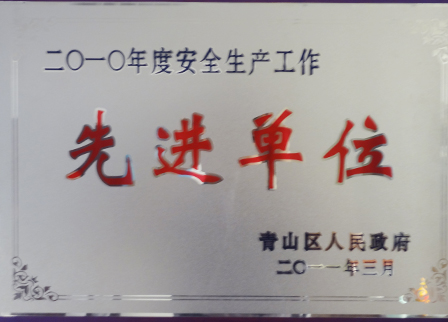 二〇一〇年度安全生产工作
先进单位
青山区人民政府
二〇一一年三月